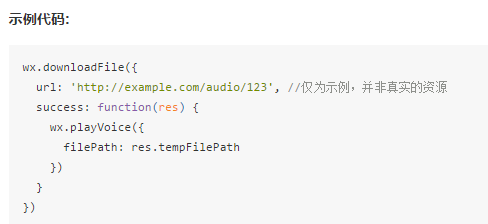 示例代码:
wx.downloadFile({
  url: 'http://example.com/audio/123', //仅为示例，并非真实的资源
  success: function(res) {
    wx.playVoice({
      filePath: res.tempFilePath
    })
  }
})